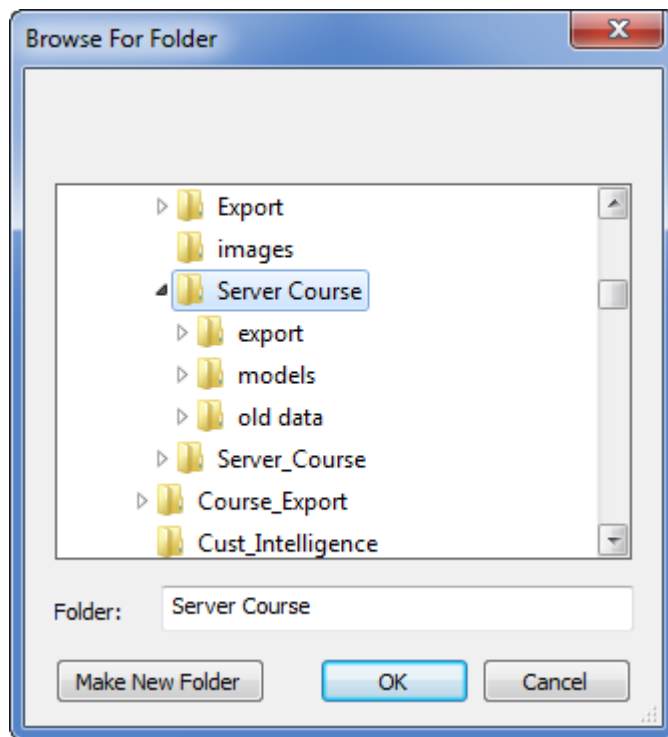 Browse For Folder
Export
images
Server Course
export
models
old data
Server_Course
Course_Export
Cust_Intelligence
Folder: Server Course
Make New Folder OK Cancel